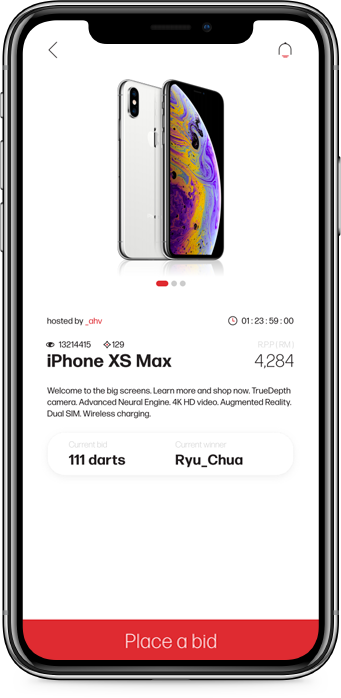 hosted by _ahv
01 : 23 : 59 : 00
13214415
129
R.P.P ( RM )
iPhone XS Max
4,284
Welcome to the big screens. Learn more and shop now. TrueDepth
camera. Advanced Neural Engine. 4K HD video. Augmented Reality.
Dual SIM. Wireless charging.
Current bid
Current winner
111 darts
Ryu_Chua
Place a bid